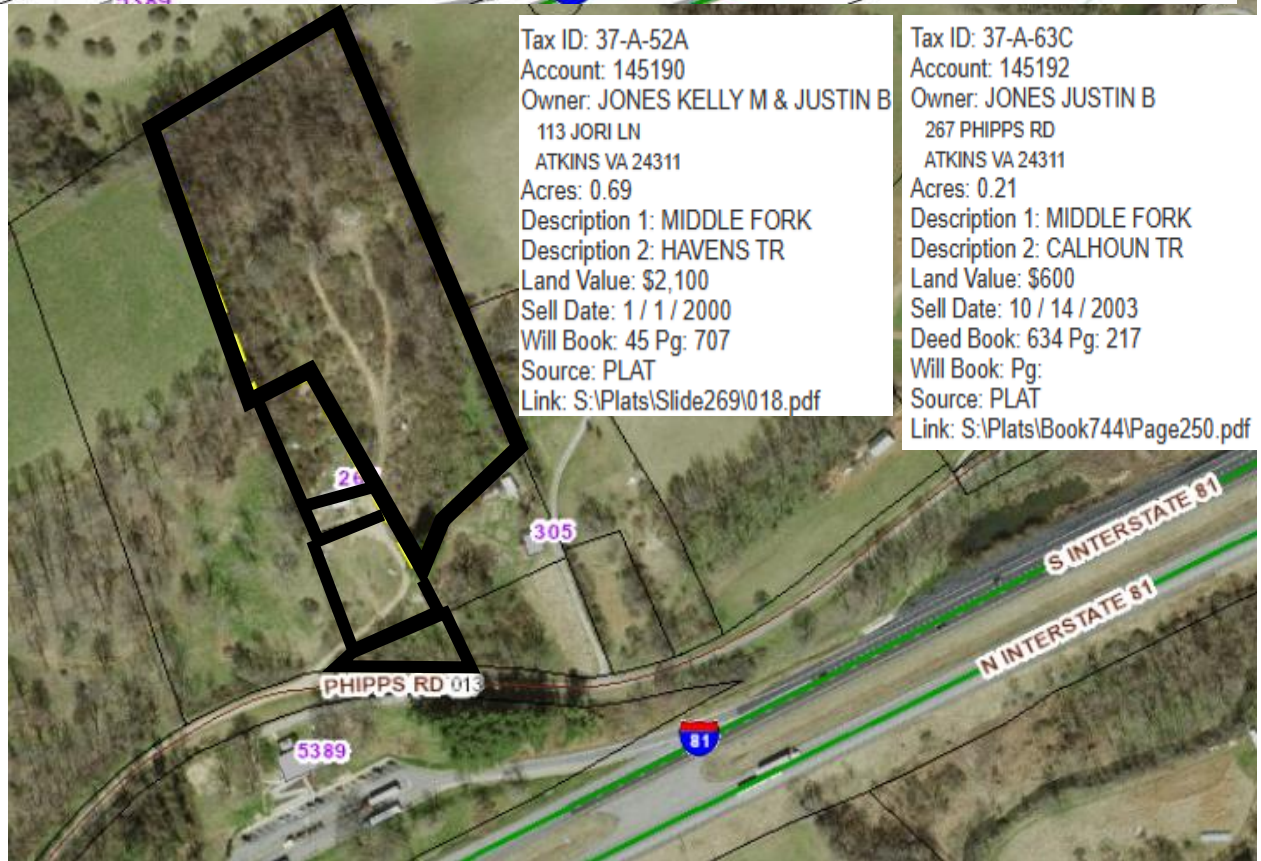 Tax ID: 37-A-52A
Account: 145190
Owner: JONES KELLY M & JUSTIN B
113 JORI LN
ATKINS VA 24311
Acres: 0.69
Description 1: MIDDLE FORK
Description 2: HAVENS TR
Land Value: $2,100
Sell Date: 1 / 1 / 2000
Will Book: 45 Pg: 707
Source: PLAT
Link: S:\Plats\Slide269\018.pdf
Tax ID: 37-A-63C
Account: 145192
Owner: JONES JUSTIN B
267 PHIPPS RD
ATKINS VA 24311
Acres: 0.21
Description 1: MIDDLE FORK
Description 2: CALHOUN TR
Land Value: $600
Sell Date: 10 / 14 / 2003
Deed Book: 634 Pg: 217
Will Book: Pg:
Source: PLAT
Link: S:\Plats\Book744\Page250.pdf
305
S INTERSTATE 81
N INTERSTATE 81
PHIPPS RD 013
81
5389